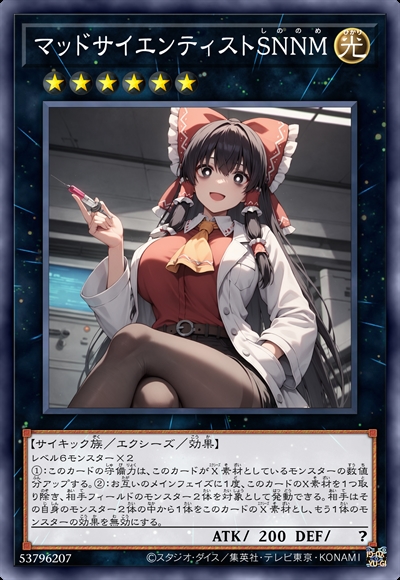 マッドサイエンティストSNNM
しののめ
光
ひかり
【サイキック族／エクシーズ／効果】
レベル６モンスター×２
①：このカードの守備力は、このカードがＸ素材としているモンスターの数値
分アップする。②：お互いのメインフェイズに１度、このカードのX素材を１つ取
り除き、相手フィールドのモンスター２体を対象として発動できる。相手はそ
の自身のモンスター２体の中から１体をこのカードのＸ素材とし、もう１体のモ
ンスターの効果を無効にする。
ATK/ 200 DEF/ ?
53796207
©スタジオ・ダイス／集英社・テレビ東京・KONAMI